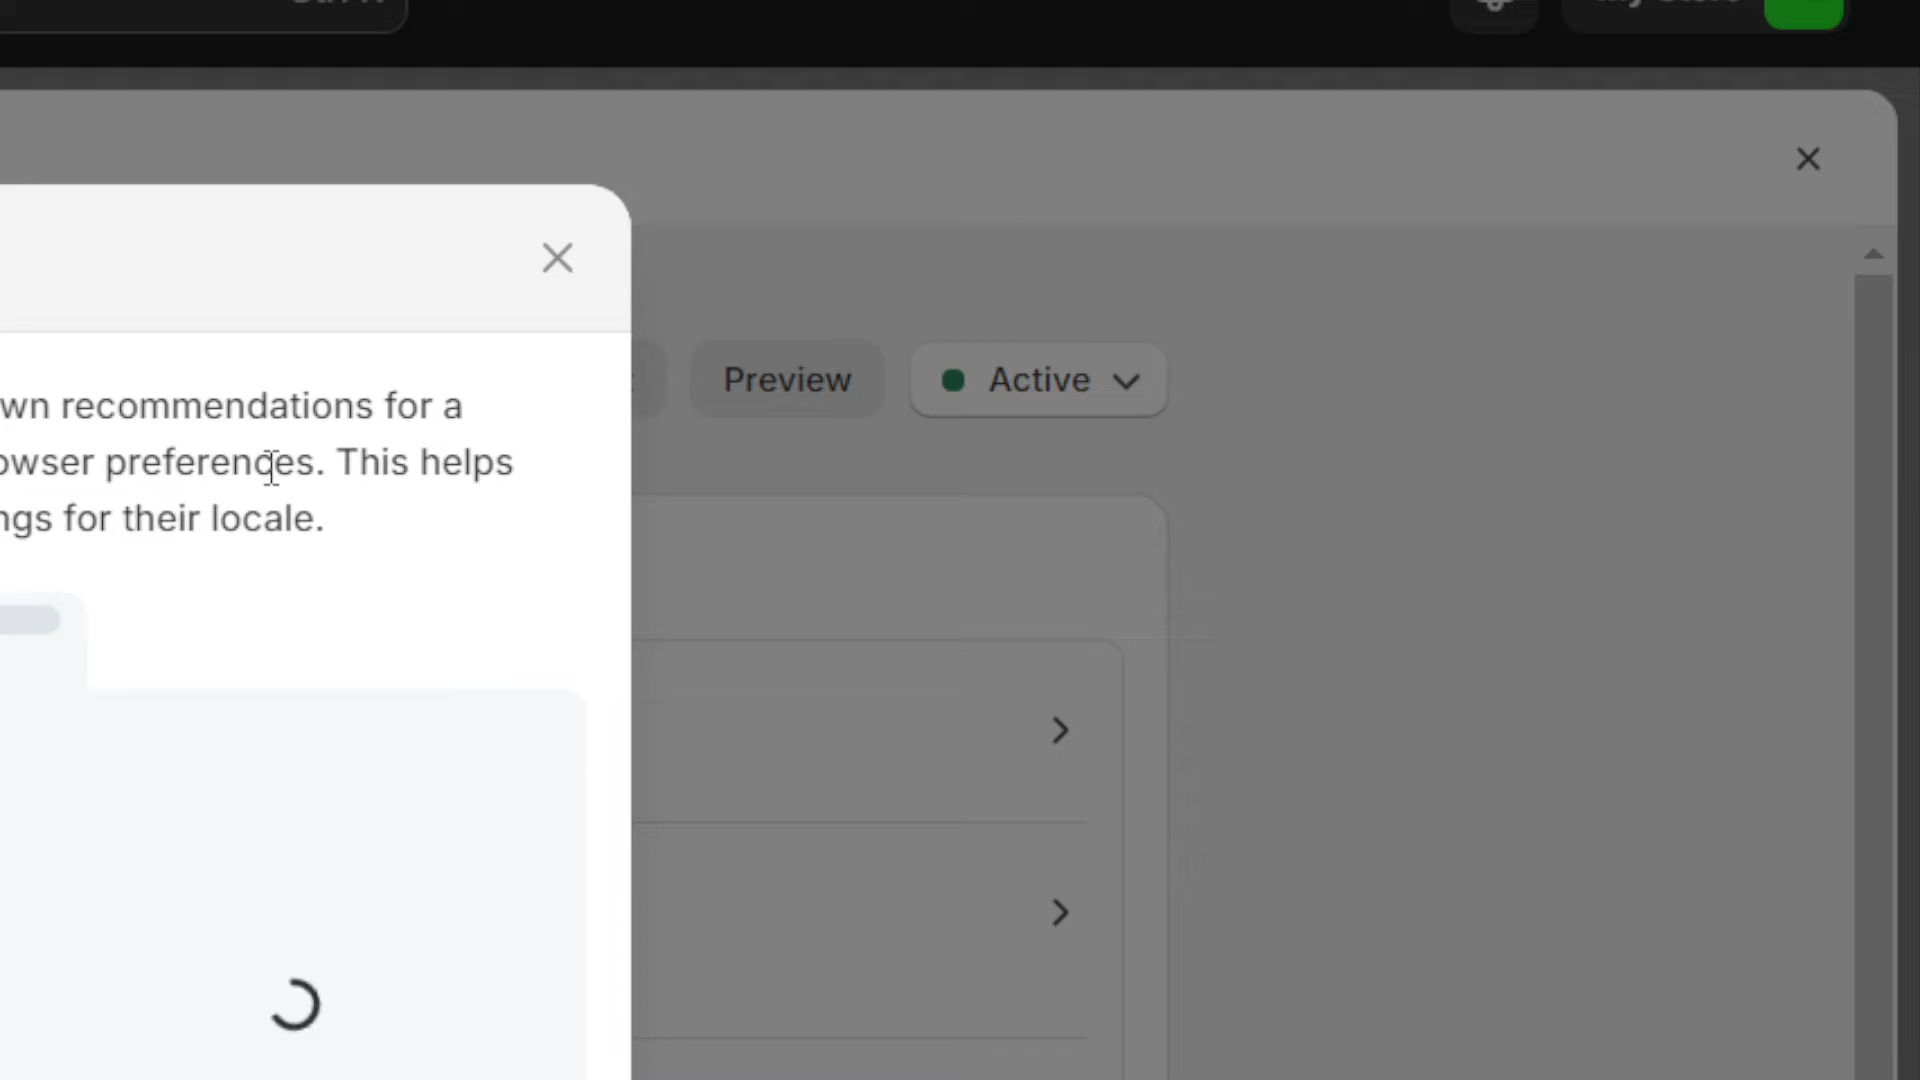 Preview
Active
wn recommendations for a
owser preferences. This helps
ngs for their locale.